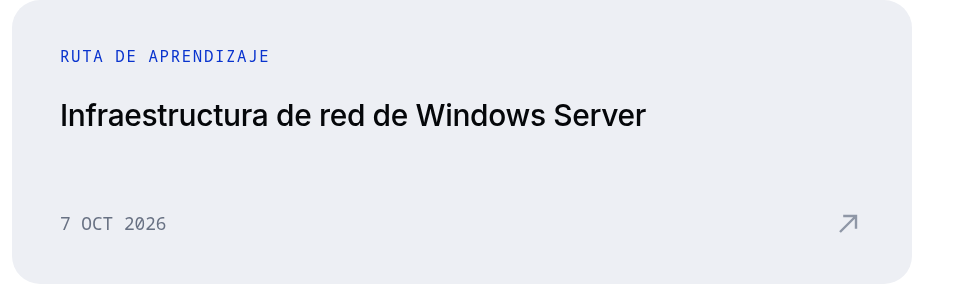 RUTA DE APRENDIZAJE
Infraestructura de red de Windows Server
7 OCT 2026